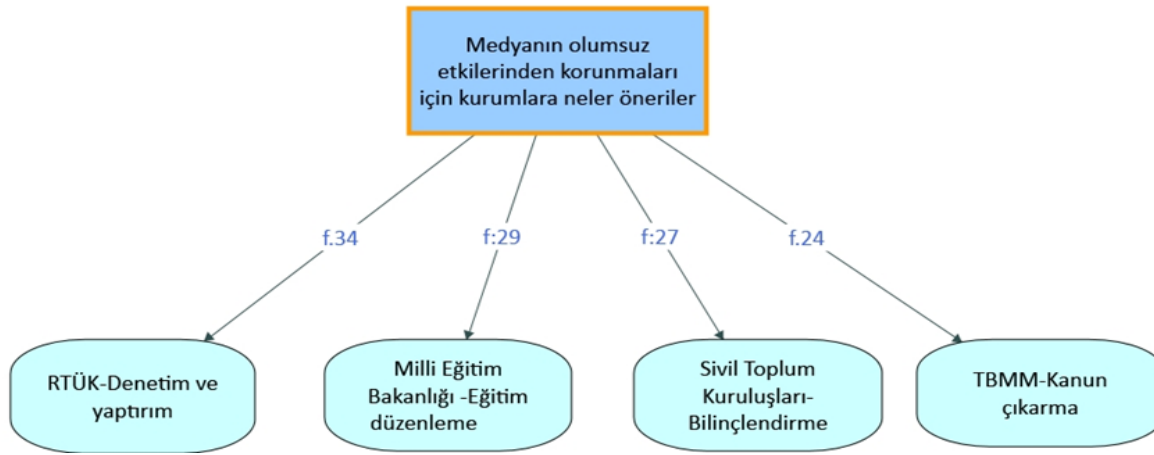 Medyanın olumsuz
etkilerinden korunmaları
için kurumlara neler öneriler
f.34
f:29
f:27
f.24
RTÜK-Denetim ve
yaptırım
Milli Eğitim
Bakanlığı -Eğitim
düzenleme
Sivil Toplum
Kuruluşları-
Bilinçlendirme
TBMM-Kanun
çıkarma